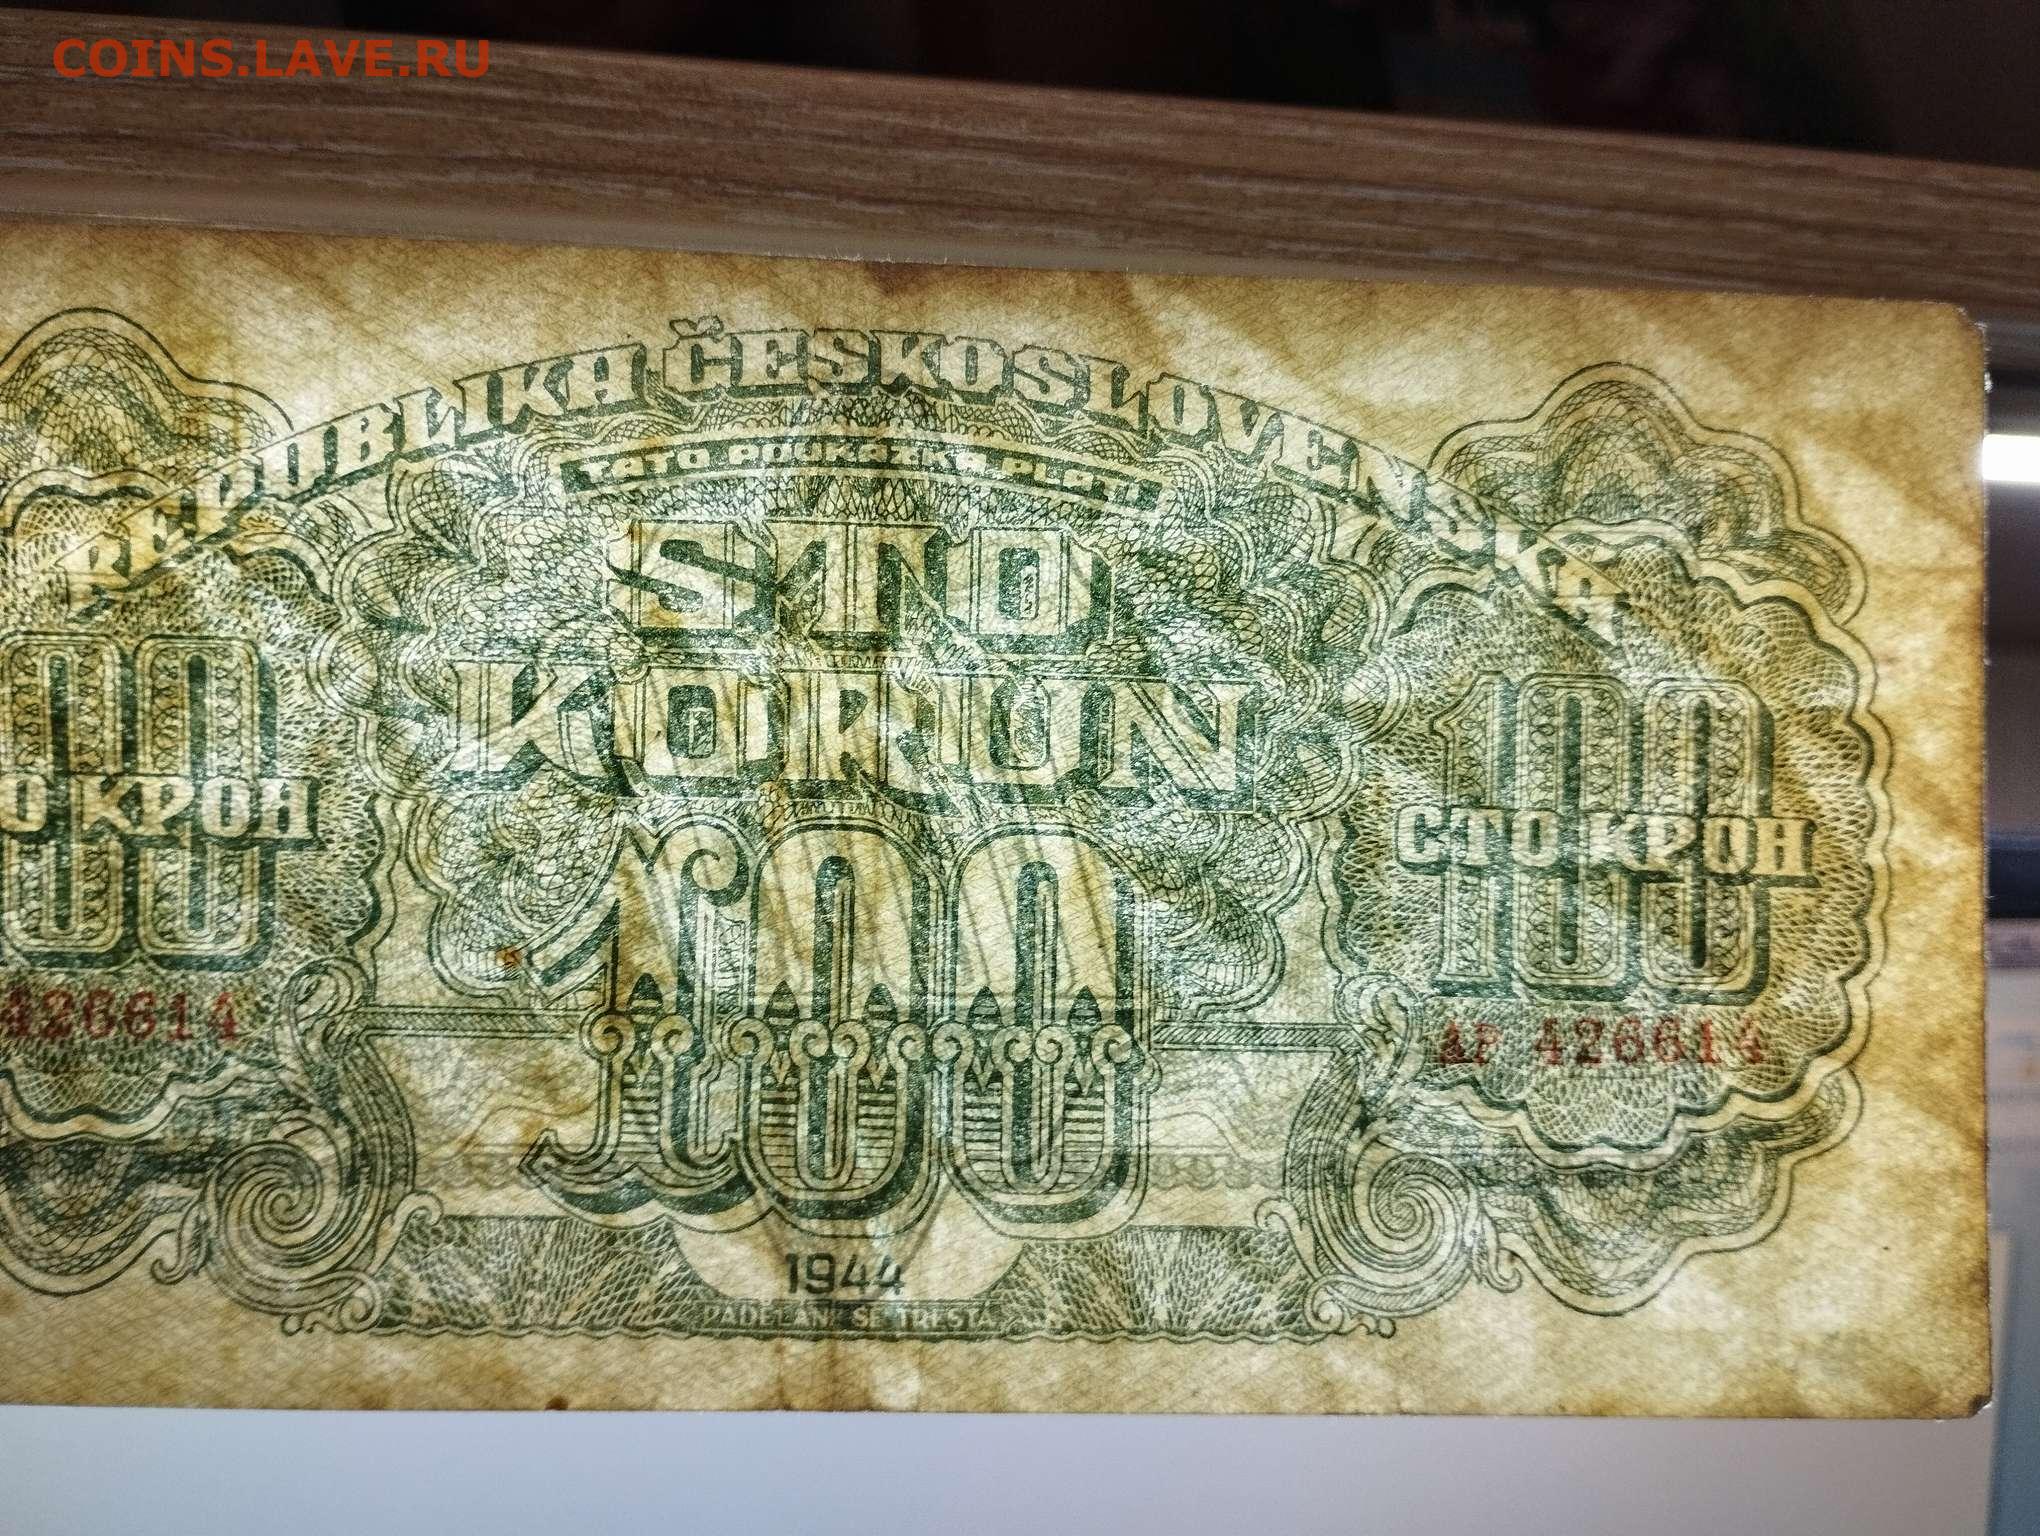 COINS.LAVE.RU
REPUBLIKA ČESKOSLOVENSKÁ
TATO POUKÁZKA PLATÍ
STO
KORUN
100
О КРОН
100
СТО КРОН
100
426614
АР 426614
1944
PADĚLÁNÍ SE TRESTÁ